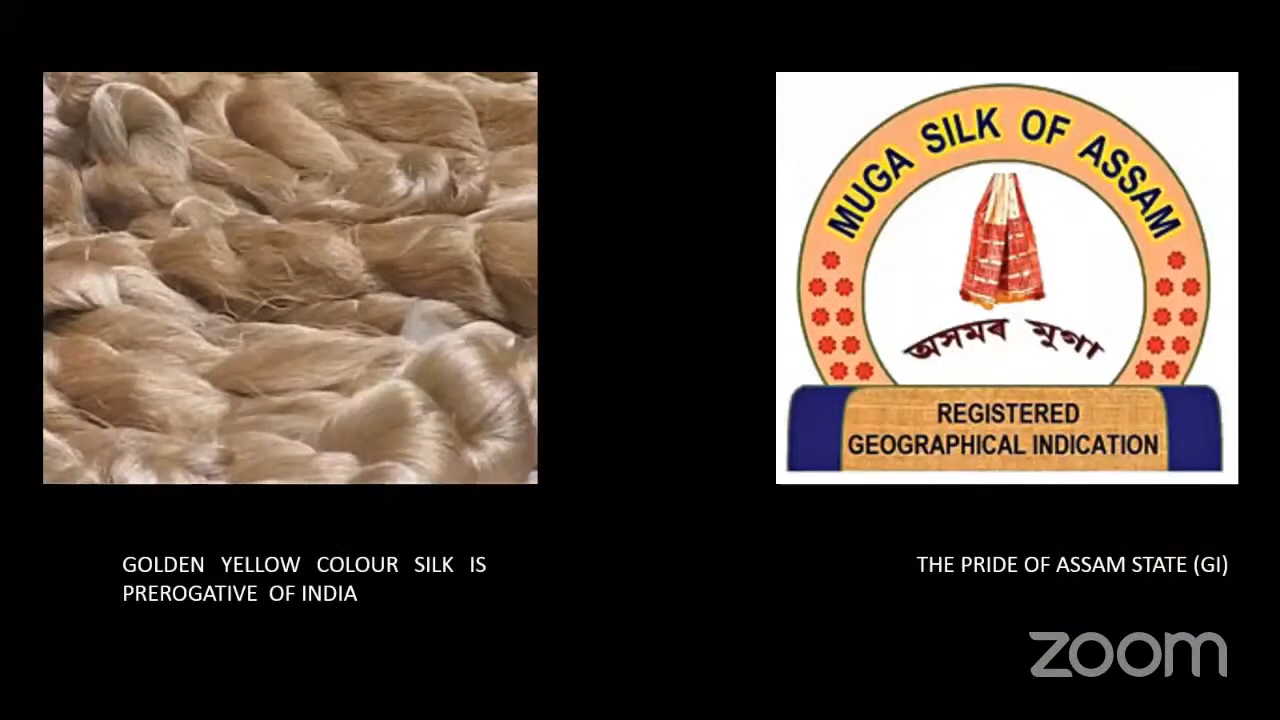 MUGA SILK OF ASSAM
অসমৰ মুগা
REGISTERED
GEOGRAPHICAL INDICATION
GOLDEN YELLOW COLOUR SILK IS
PREROGATIVE OF INDIA
THE PRIDE OF ASSAM STATE (GI)
zoom